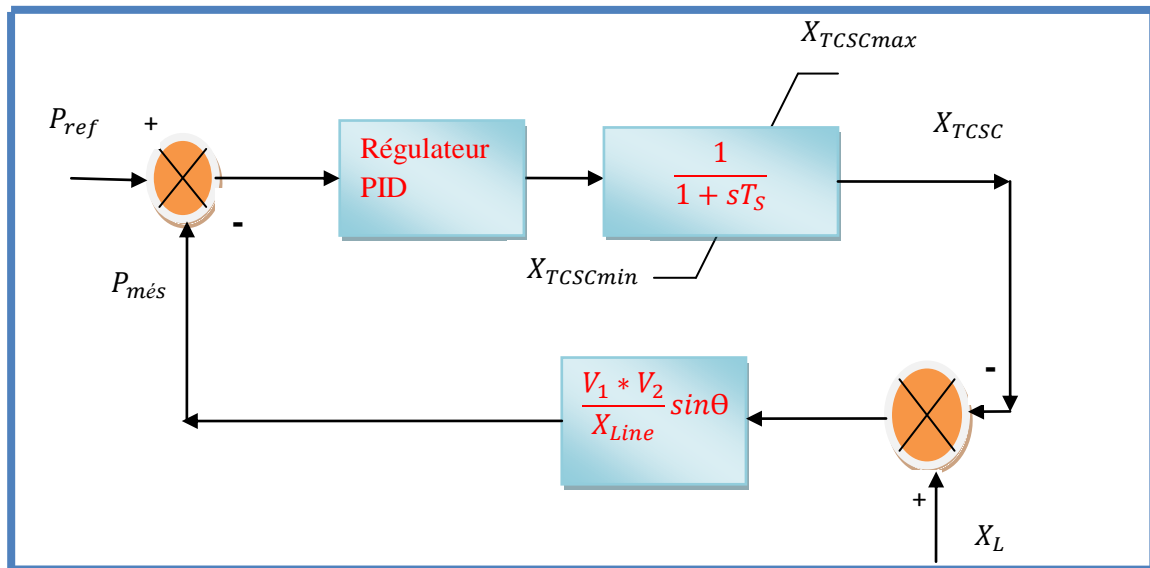 X_TCSCmax
P_ref
+
Régulateur
PID
1
1 + sT_S
X_TCSC
-
X_TCSCmin
P_més
V_1 * V_2
X_Line
sinΘ
-
+
X_L